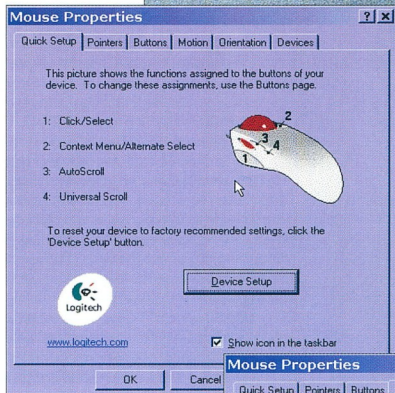 Mouse Properties
? x
Quick Setup Pointers Buttons Motion Orientation Devices
This picture shows the functions assigned to the buttons of your
device. To change these assignments, use the Buttons page.
1: Click/Select
2: Context Menu/Alternate Select
3: AutoScroll
4: Universal Scroll
2
3
4
1
To reset your device to factory recommended settings, click the
'Device Setup' button.
Logitech
Device Setup
www.logitech.com
Show icon in the taskbar
OK Cancel
Mouse Properties
Quick Setup Pointers Buttons